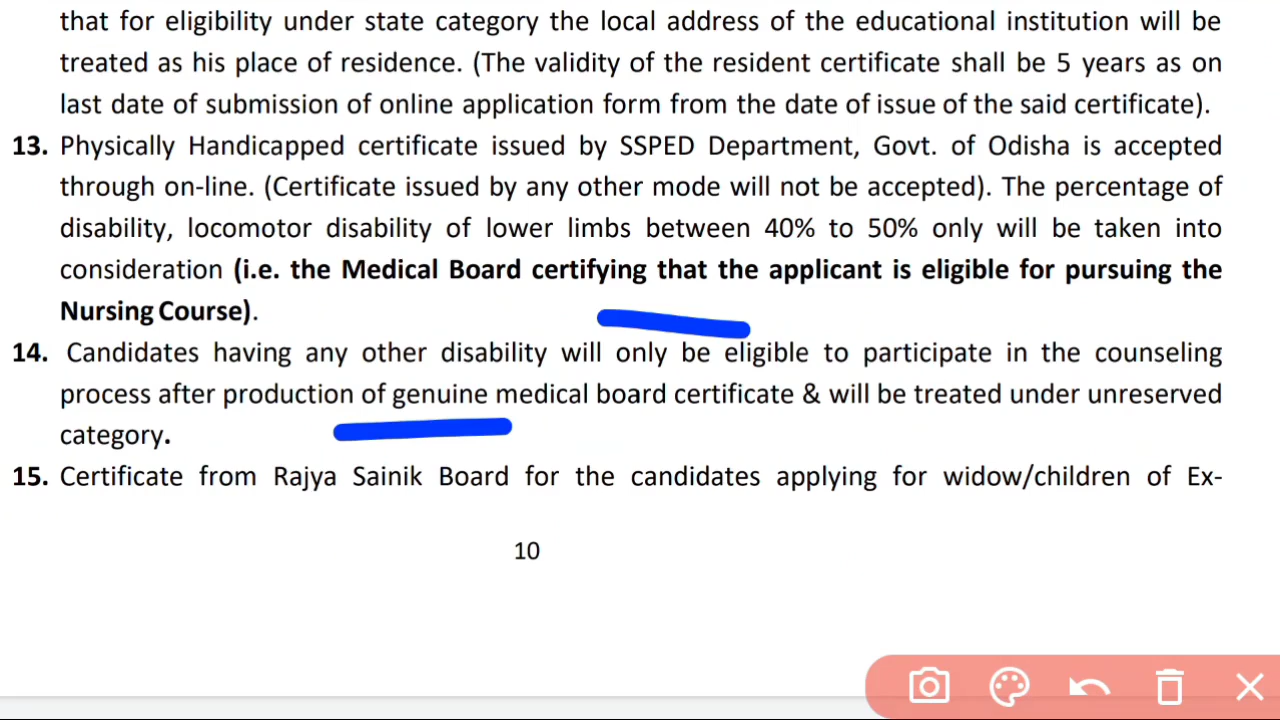 that for eligibility under state category the local address of the educational institution will be
treated as his place of residence. (The validity of the resident certificate shall be 5 years as on
last date of submission of online application form from the date of issue of the said certificate).
13. Physically Handicapped certificate issued by SSPED Department, Govt. of Odisha is accepted
through on-line. (Certificate issued by any other mode will not be accepted). The percentage of
disability, locomotor disability of lower limbs between 40% to 50% only will be taken into
consideration (i.e. the Medical Board certifying that the applicant is eligible for pursuing the
Nursing Course).
14. Candidates having any other disability will only be eligible to participate in the counseling
process after production of genuine medical board certificate & will be treated under unreserved
category.
15. Certificate from Rajya Sainik Board for the candidates applying for widow/children of Ex-
10